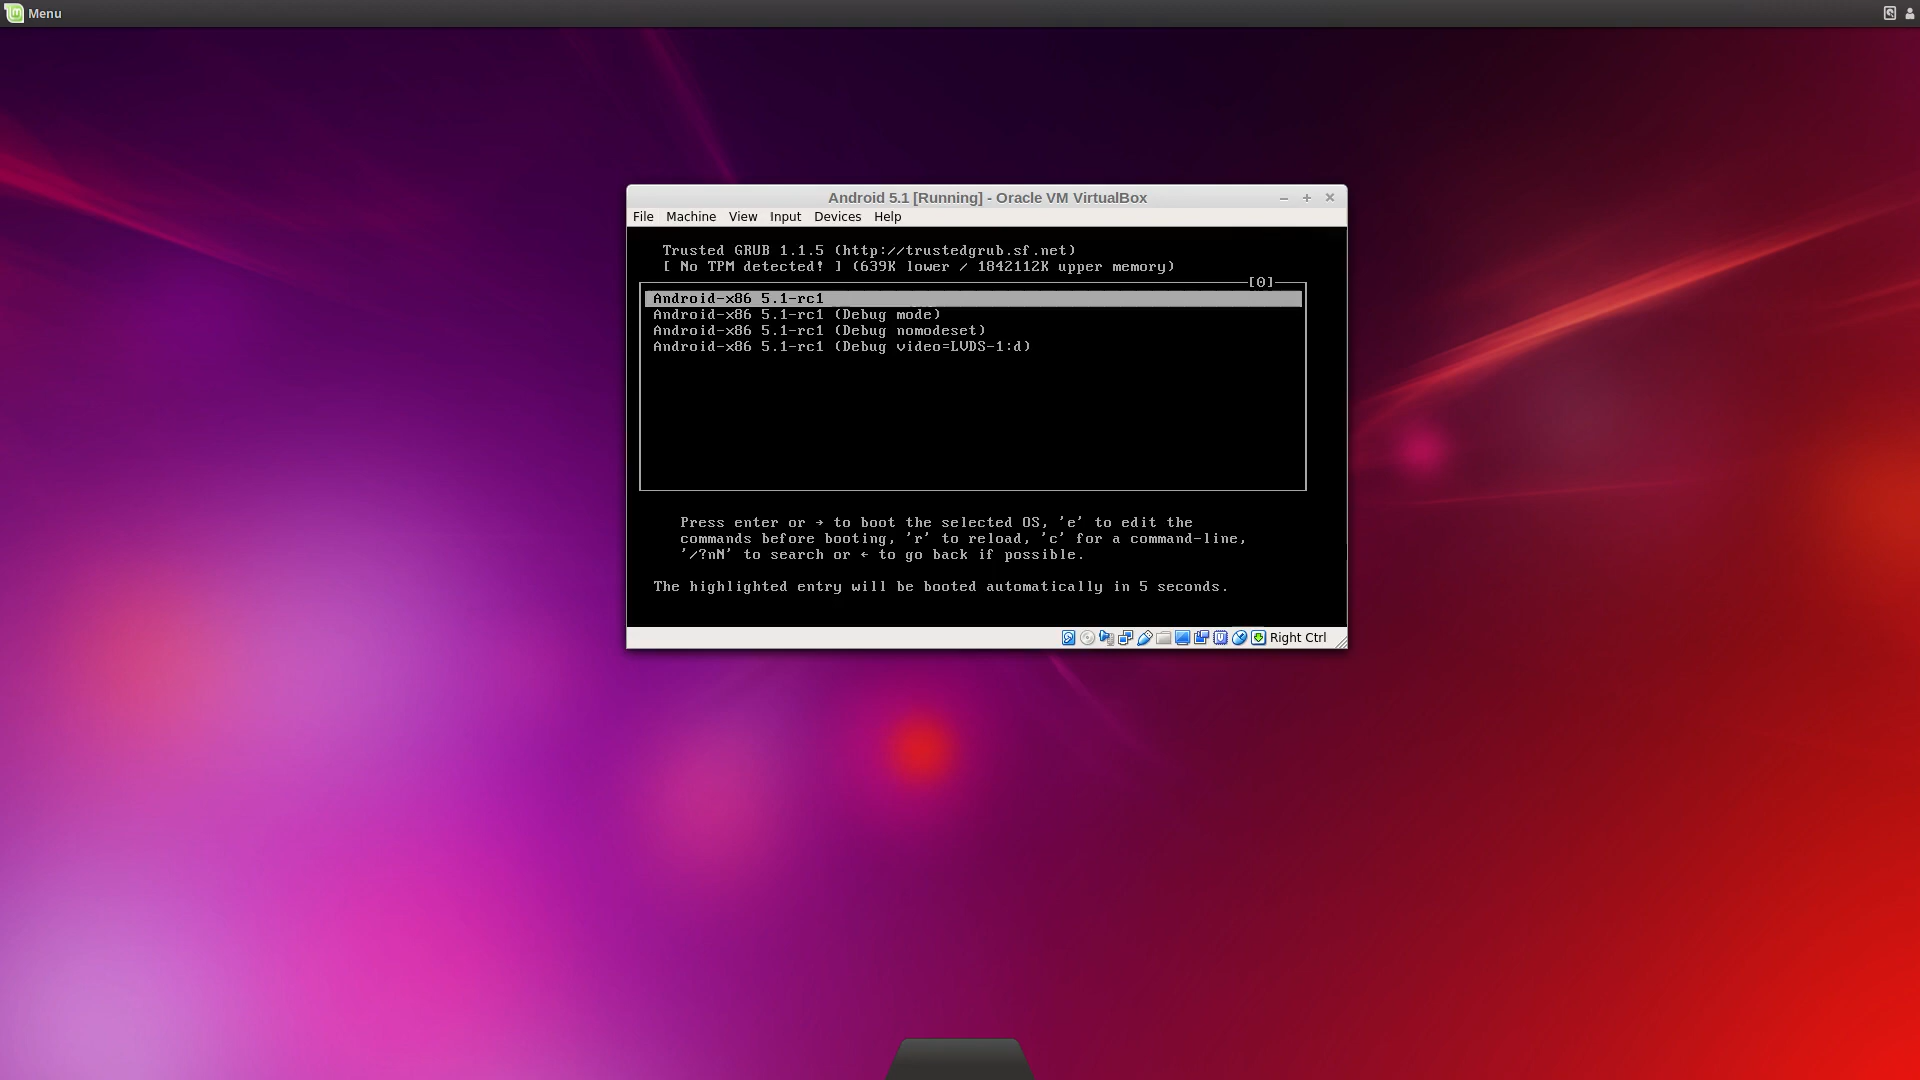 Menu
Android 5.1 [Running] - Oracle VM VirtualBox
File Machine View Input Devices Help
Trusted GRUB 1.1.5 (http://trustedgrub.sf.net)
[ No TPM detected! ] (639K lower / 1842112K upper memory)
[0]
Android-x86 5.1-rc1
Android-x86 5.1-rc1 (Debug mode)
Android-x86 5.1-rc1 (Debug nomodeset)
Android-x86 5.1-rc1 (Debug video=LVDS-1:d)
Press enter or → to boot the selected OS, 'e' to edit the
commands before booting, 'r' to reload, 'c' for a command-line,
'/?nN' to search or ← to go back if possible.
The highlighted entry will be booted automatically in 5 seconds.
Right Ctrl